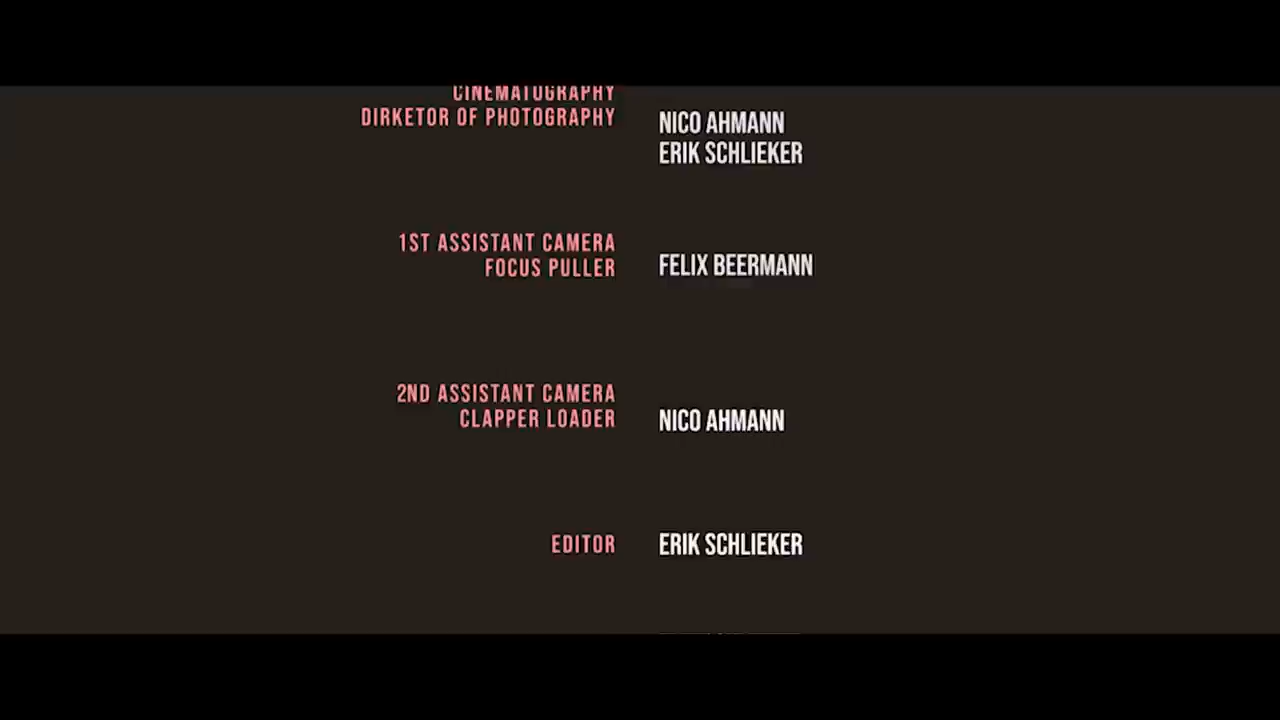 CINEMATOGRAPHY
DIRKETOR OF PHOTOGRAPHY
NICO AHMANN
ERIK SCHLIEKER
1ST ASSISTANT CAMERA
FOCUS PULLER
FELIX BEERMANN
2ND ASSISTANT CAMERA
CLAPPER LOADER
NICO AHMANN
EDITOR
ERIK SCHLIEKER